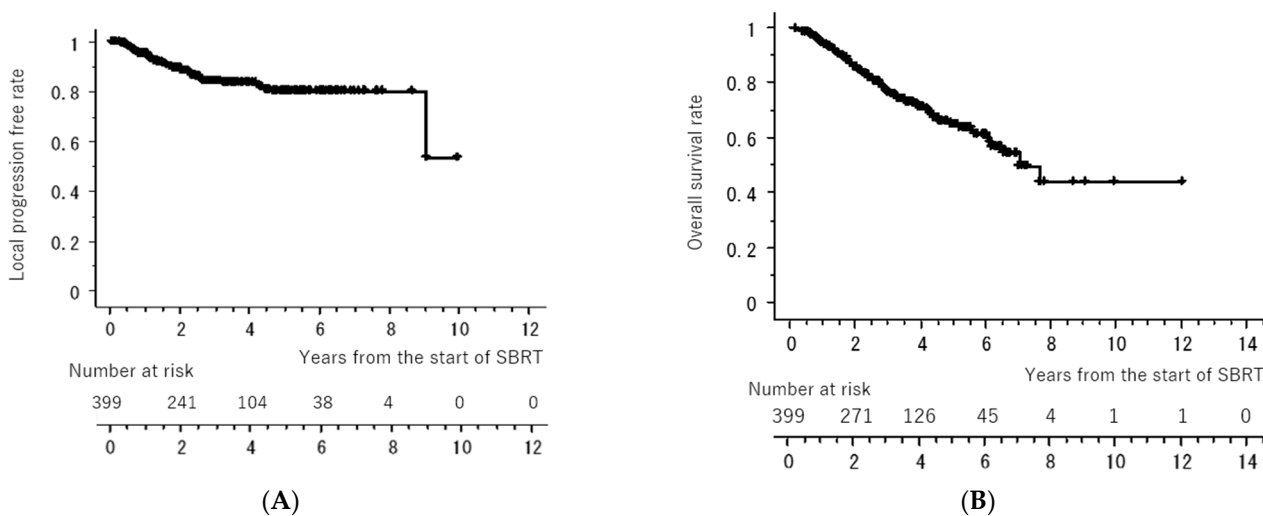 Local progression free rate
1
0.8
0.6
0.4
0.2
0
0 2 4 6 8 10 12
Years from the start of SBRT
Number at risk
399 241 104 38 4 0 0
0 2 4 6 8 10 12
(A)
Overall survival rate
1
0.8
0.6
0.4
0.2
0
0 2 4 6 8 10 12 14
Years from the start of SBRT
Number at risk
399 271 126 45 4 1 1 0
0 2 4 6 8 10 12 14
(B)